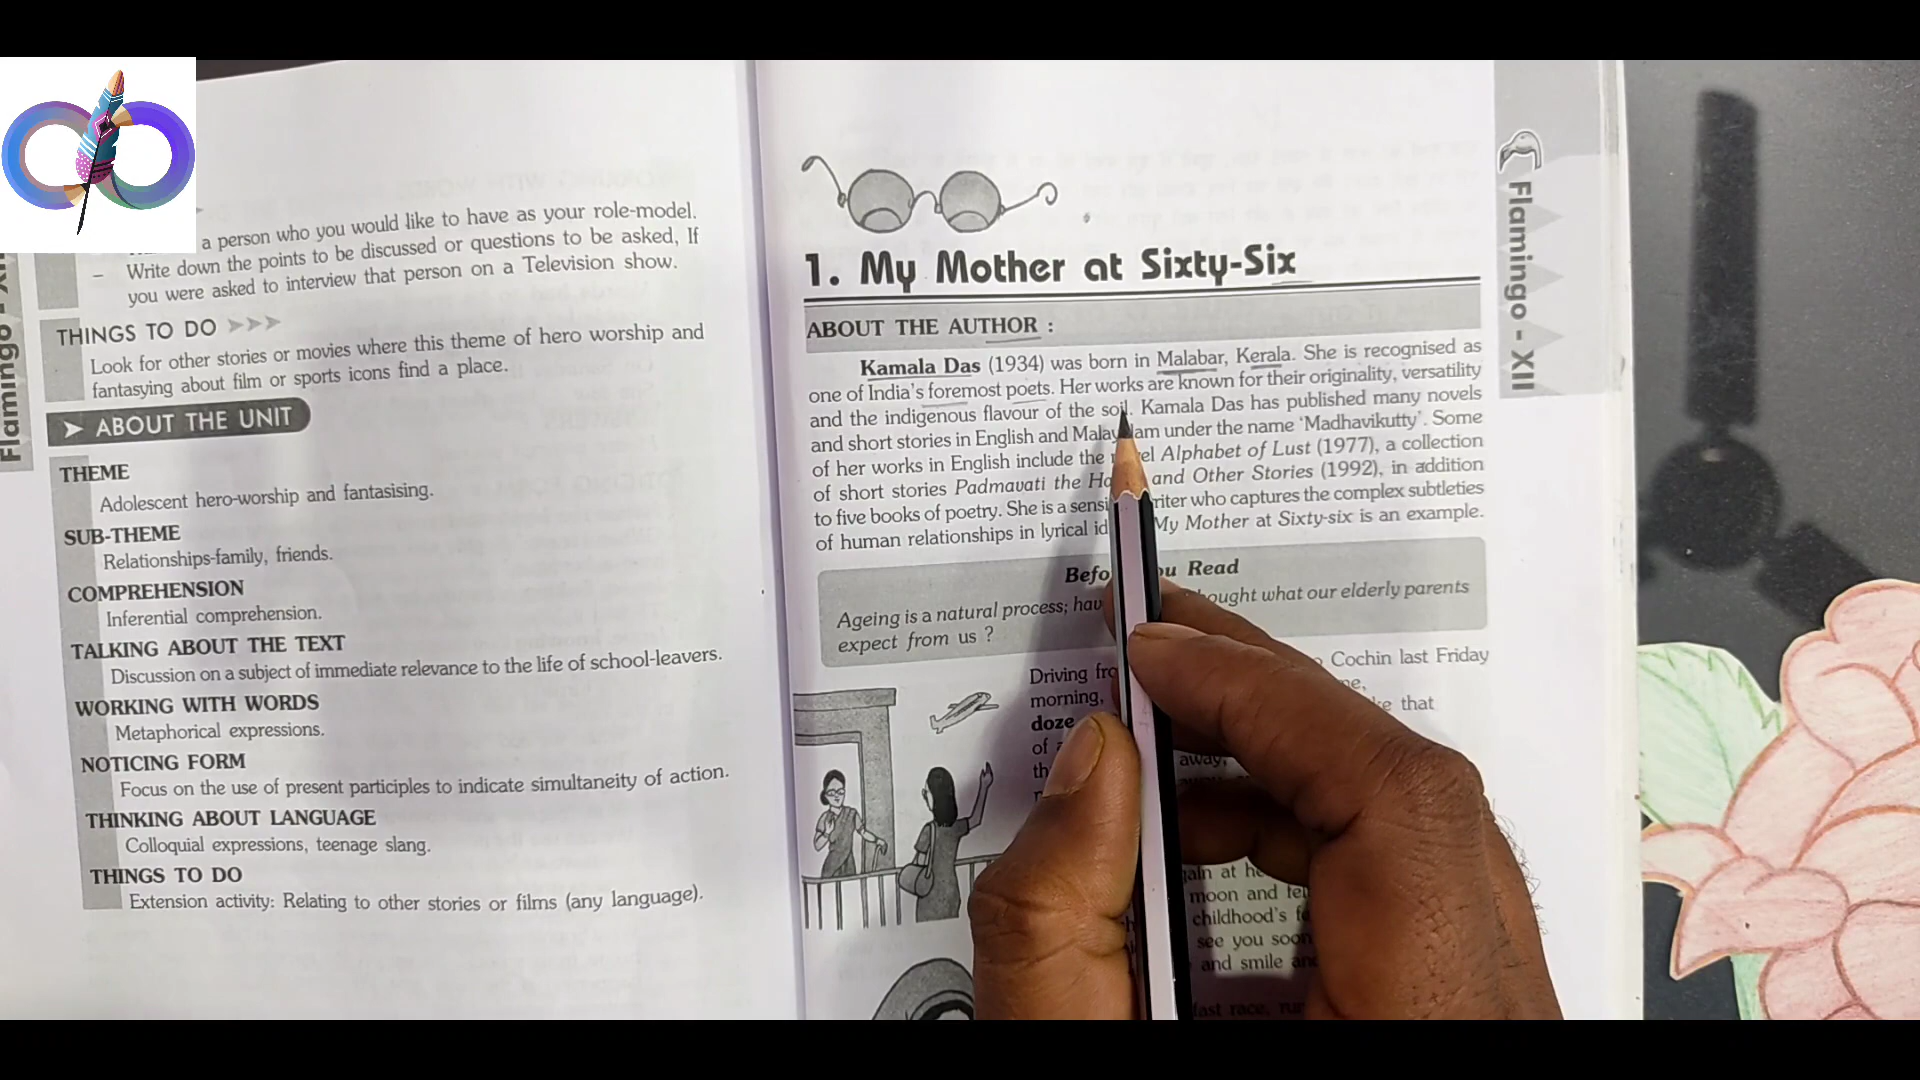 a person who you would like to have as your role-model.
– Write down the points to be discussed or questions to be asked, If
you were asked to interview that person on a Television show.
THINGS TO DO
Look for other stories or movies where this theme of hero worship and
fantasying about film or sports icons find a place.
ABOUT THE UNIT
THEME
Adolescent hero-worship and fantasising.
SUB-THEME
Relationships-family, friends.
COMPREHENSION
Inferential comprehension.
TALKING ABOUT THE TEXT
Discussion on a subject of immediate relevance to the life of school-leavers.
WORKING WITH WORDS
Metaphorical expressions.
NOTICING FORM
Focus on the use of present participles to indicate simultaneity of action.
THINKING ABOUT LANGUAGE
Colloquial expressions, teenage slang.
THINGS TO DO
Extension activity: Relating to other stories or films (any language).
Flamingo
1. My Mother at Sixty-Six
ABOUT THE AUTHOR :
Kamala Das (1934) was born in Malabar, Kerala. She is recognised as
one of India's foremost poets. Her works are known for their originality, versatility
and the indigenous flavour of the soil. Kamala Das has published many novels
and short stories in English and under the name 'Madhavikutty'. Some
of her works in English include the Alphabet of Lust (1977), a collection
of short stories Padmavati the and Other Stories (1992), in addition
to five books of poetry. She is a writer who captures the complex subtleties
of human relationships in lyrical My Mother at Sixty-six is an example.
Read
Ageing is a natural process; what our elderly parents
expect from us ?
Driving Cochin last Friday
morning,
doze that
of
away,
at
moon and
childhood's
see you soon
and smile
race,
Flamingo - XII